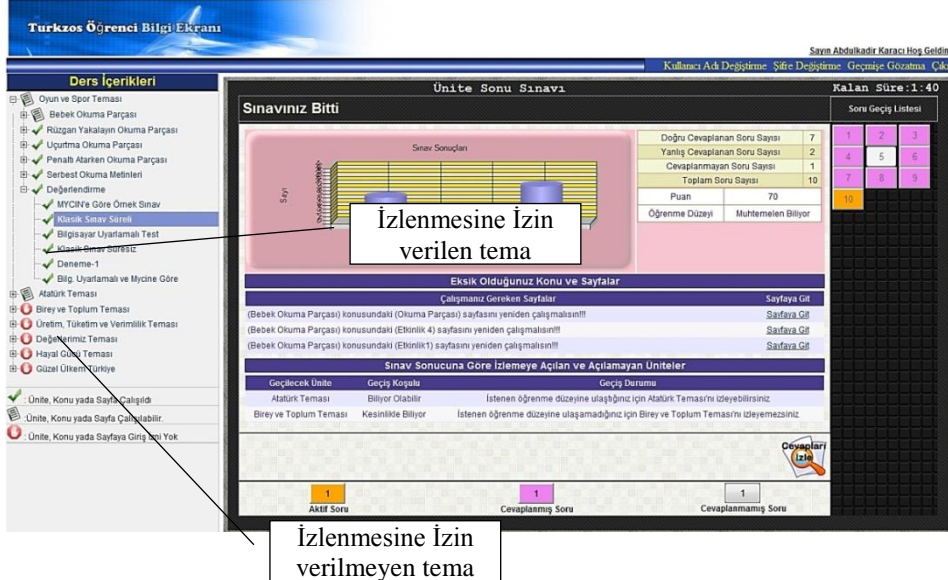 Turkzos Öğrenci Bilgi Ekranı
Sayın Abdulkadir Karacı Hoş Geldin
Kullanıcı Adı Değiştirme Şifre Değiştirme Geçmişe Gözatma Çıkı
Ders İçerikleri
Oyun ve Spor Teması
Bebek Okuma Parçası
Rüzgarı Yakalayın Okuma Parçası
Uçurtma Okuma Parçası
Penaltı Atarken Okuma Parçası
Serbest Okuma Metinleri
Değerlendirme
MYCIN'e Göre Örnek Sınav
Klasik Sınav Süreli
Bilgisayar Uyarlamalı Test
Klasik Sınav Süresiz
Deneme-1
Bilg. Uyarlamalı ve Mycine Göre
Atatürk Teması
Birey ve Toplum Teması
Üretim, Tüketim ve Verimlilik Teması
Değerlerimiz Teması
Hayal Gücü Teması
Güzel Ülkem Türkiye
: Ünite, Konu yada Sayfa Çalışıldı
:Ünite, Konu yada Sayfa Çalışılabilir.
: Ünite, Konu yada Sayfaya Giriş İzni Yok
Ünite Sonu Sınavı
Kalan Süre:1:40
Sınavınız Bitti
Soru Geçiş Listesi
1 2 3
4 5 6
7 8 9
10
Sınav Sonuçları
Sayı
Doğru Cevaplanan Soru Sayısı 7
Yanlış Cevaplanan Soru Sayısı 2
Cevaplanmayan Soru Sayısı 1
Toplam Soru Sayısı 10
Puan 70
Öğrenme Düzeyi Muhtemelen Biliyor
İzlenmesine İzin
verilen tema
Eksik Olduğunuz Konu ve Sayfalar
Çalışmanız Gereken Sayfalar Sayfaya Git
(Bebek Okuma Parçası) konusundaki (Okuma Parçası) sayfasını yeniden çalışmalısın!!! Sayfaya Git
(Bebek Okuma Parçası) konusundaki (Etkinlik 4) sayfasını yeniden çalışmalısın!!! Sayfaya Git
(Bebek Okuma Parçası) konusundaki (Etkinlik1) sayfasını yeniden çalışmalısın!!! Sayfaya Git
Sınav Sonucuna Göre İzlemeye Açılan ve Açılamayan Üniteler
Geçilecek Ünite Geçiş Koşulu Geçiş Durumu
Atatürk Teması Biliyor Olabilir İstenen öğrenme düzeyine ulaştığınız için Atatürk Teması'nı izleyebilirsiniz
Birey ve Toplum Teması Kesinlikle Biliyor İstenen öğrenme düzeyine ulaşamadığınız için Birey ve Toplum Teması'nı izleyemezsiniz
Cevapları
İzle
1 1 1
Aktif Soru Cevaplanmış Soru Cevaplanmamış Soru
İzlenmesine İzin
verilmeyen tema